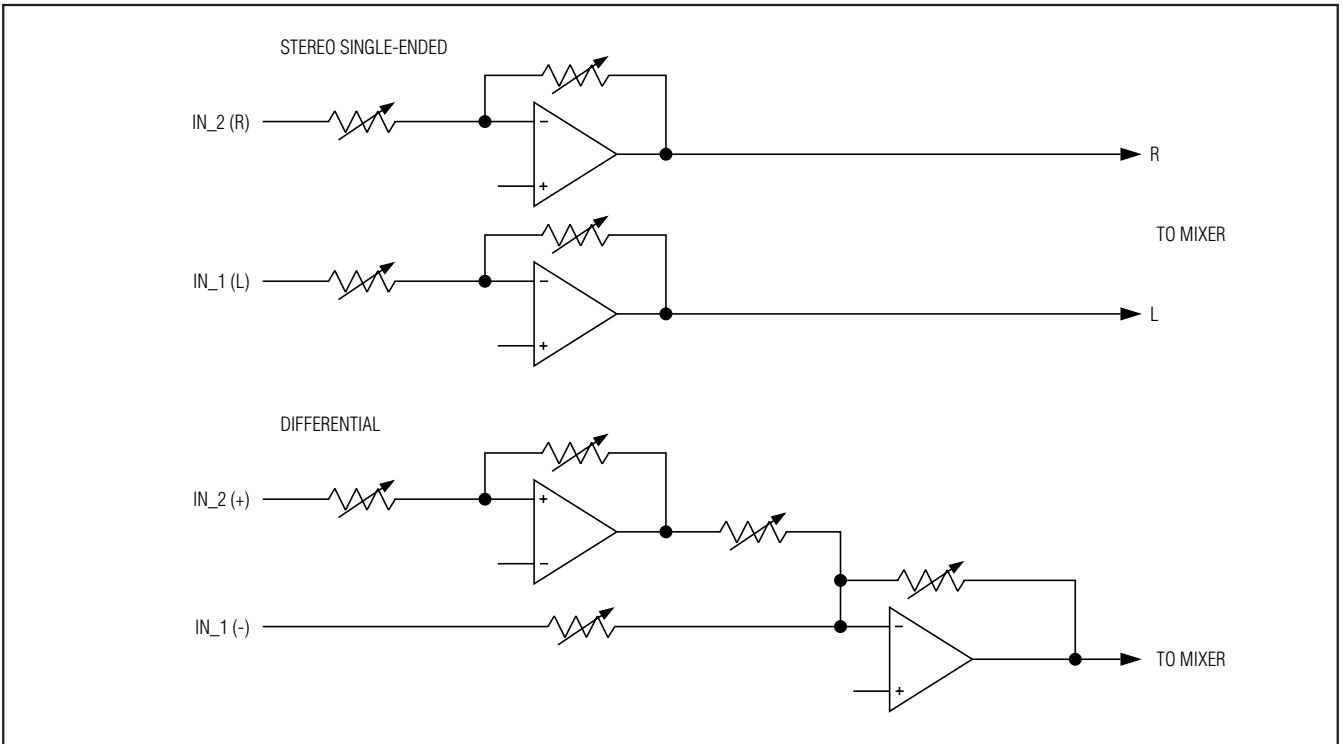 STEREO SINGLE-ENDED
IN_2 (R)
−
+
R
TO MIXER
IN_1 (L)
−
+
L
DIFFERENTIAL
IN_2 (+)
+
−
IN_1 (-)
−
+
TO MIXER